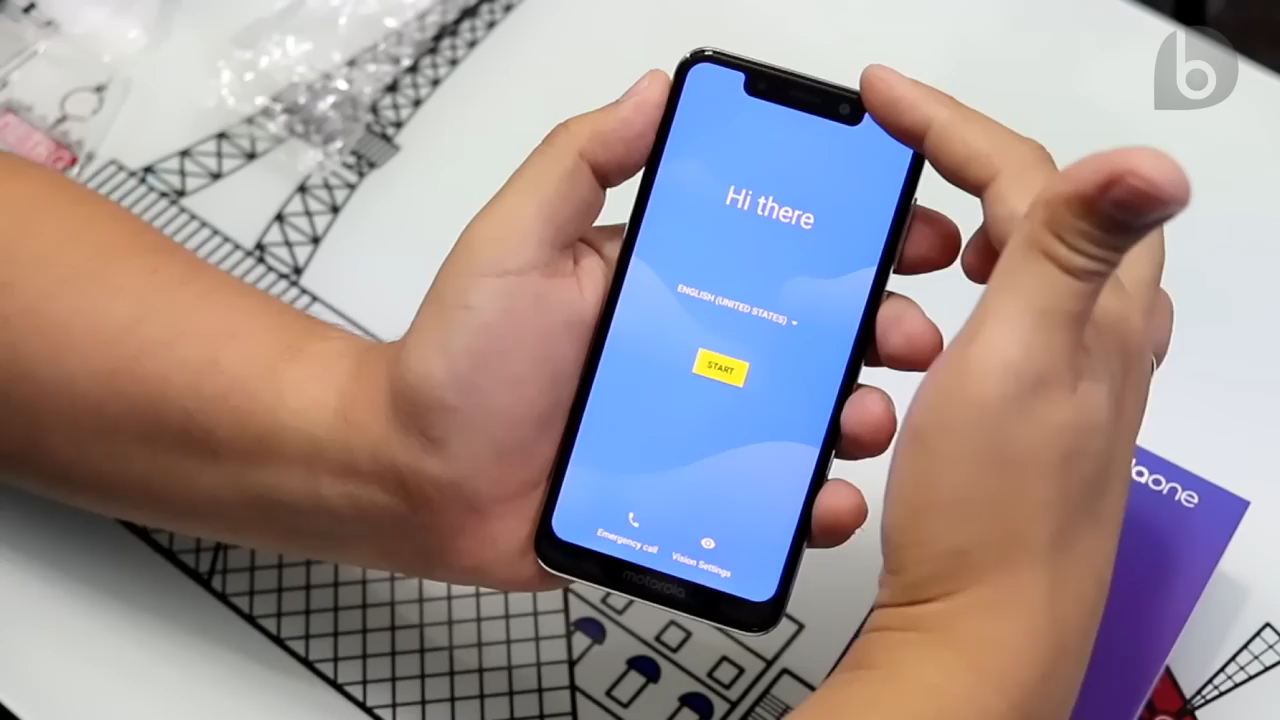 b
Hi there
ENGLISH (UNITED STATES)
START
Emergency call
Vision Settings
motorola
one